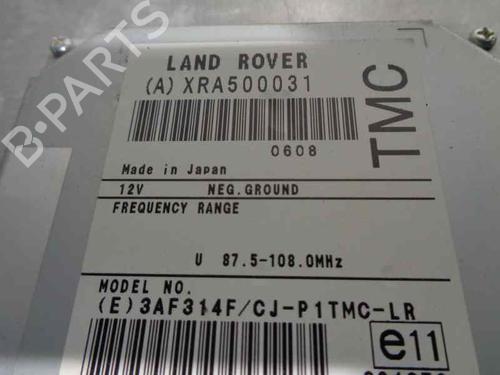 LAND ROVER
(A) XRA500031
0608
TMC
Made in Japan
12V NEG.GROUND
FREQUENCY RANGE
U 87.5-108.0MHz
MODEL NO.
(E)3AF314F/CJ-P1TMC-LR
e11
B-PARTS